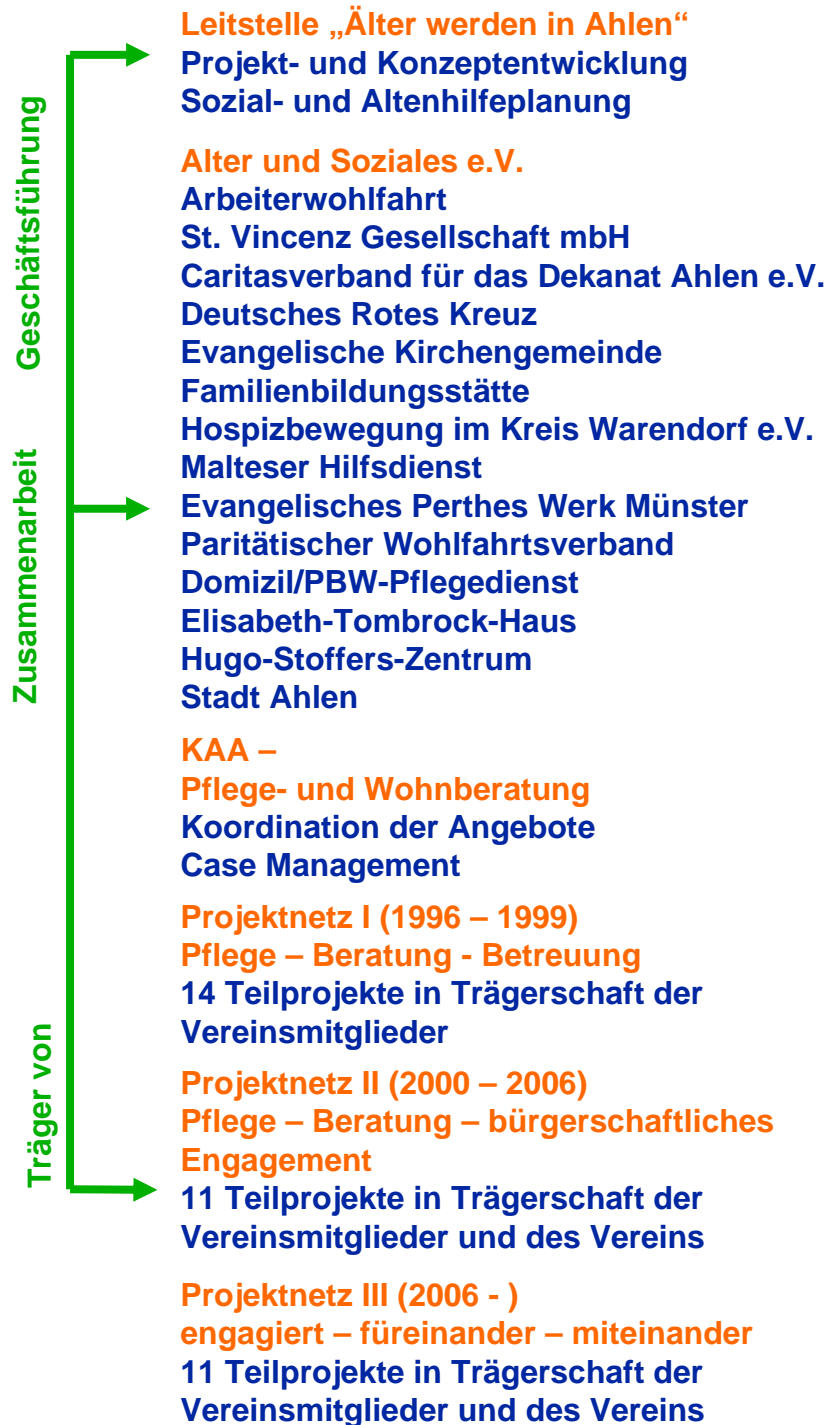 Leitstelle „Älter werden in Ahlen“
Projekt- und Konzeptentwicklung
Sozial- und Altenhilfeplanung
Geschäftsführung
Alter und Soziales e.V.
Arbeiterwohlfahrt
St. Vincenz Gesellschaft mbH
Caritasverband für das Dekanat Ahlen e.V.
Deutsches Rotes Kreuz
Evangelische Kirchengemeinde
Familienbildungsstätte
Hospizbewegung im Kreis Warendorf e.V.
Malteser Hilfsdienst
Evangelisches Perthes Werk Münster
Paritätischer Wohlfahrtsverband
Domizil/PBW-Pflegedienst
Elisabeth-Tombrock-Haus
Hugo-Stoffers-Zentrum
Stadt Ahlen
Zusammenarbeit
KAA –
Pflege- und Wohnberatung
Koordination der Angebote
Case Management
Projektnetz I (1996 – 1999)
Pflege – Beratung - Betreuung
14 Teilprojekte in Trägerschaft der
Vereinsmitglieder
Träger von
Projektnetz II (2000 – 2006)
Pflege – Beratung – bürgerschaftliches
Engagement
11 Teilprojekte in Trägerschaft der
Vereinsmitglieder und des Vereins
Projektnetz III (2006 - )
engagiert – füreinander – miteinander
11 Teilprojekte in Trägerschaft der
Vereinsmitglieder und des Vereins